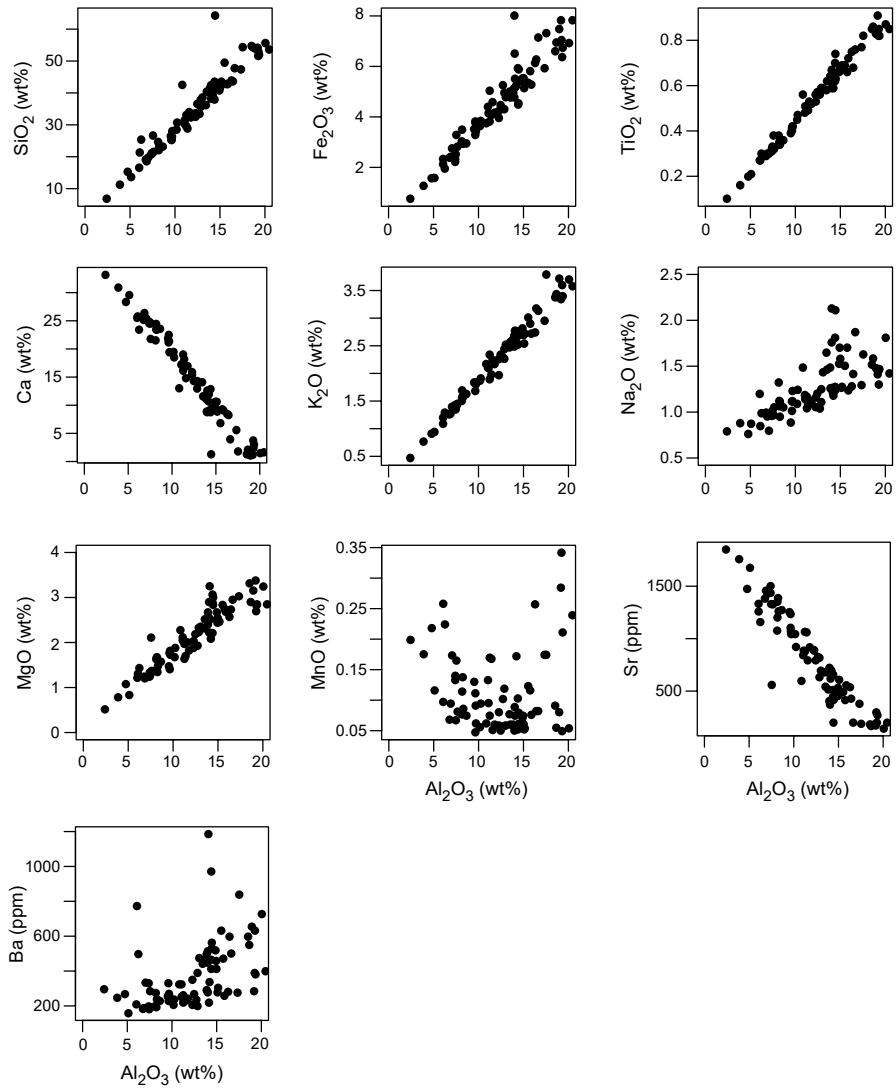 SiO2 (wt%)
50
30
10
0 5 10 15 20
Fe2O3 (wt%)
8
6
4
2
0 5 10 15 20
TiO2 (wt%)
0.8
0.6
0.4
0.2
0 5 10 15 20
Ca (wt%)
25
15
5
0 5 10 15 20
K2O (wt%)
3.5
2.5
1.5
0.5
0 5 10 15 20
Na2O (wt%)
2.5
2.0
1.5
1.0
0.5
0 5 10 15 20
MgO (wt%)
4
3
2
1
0
0 5 10 15 20
MnO (wt%)
0.35
0.25
0.15
0.05
0 5 10 15 20
Al2O3 (wt%)
Sr (ppm)
1500
500
0 5 10 15 20
Al2O3 (wt%)
Ba (ppm)
1000
600
200
0 5 10 15 20
Al2O3 (wt%)